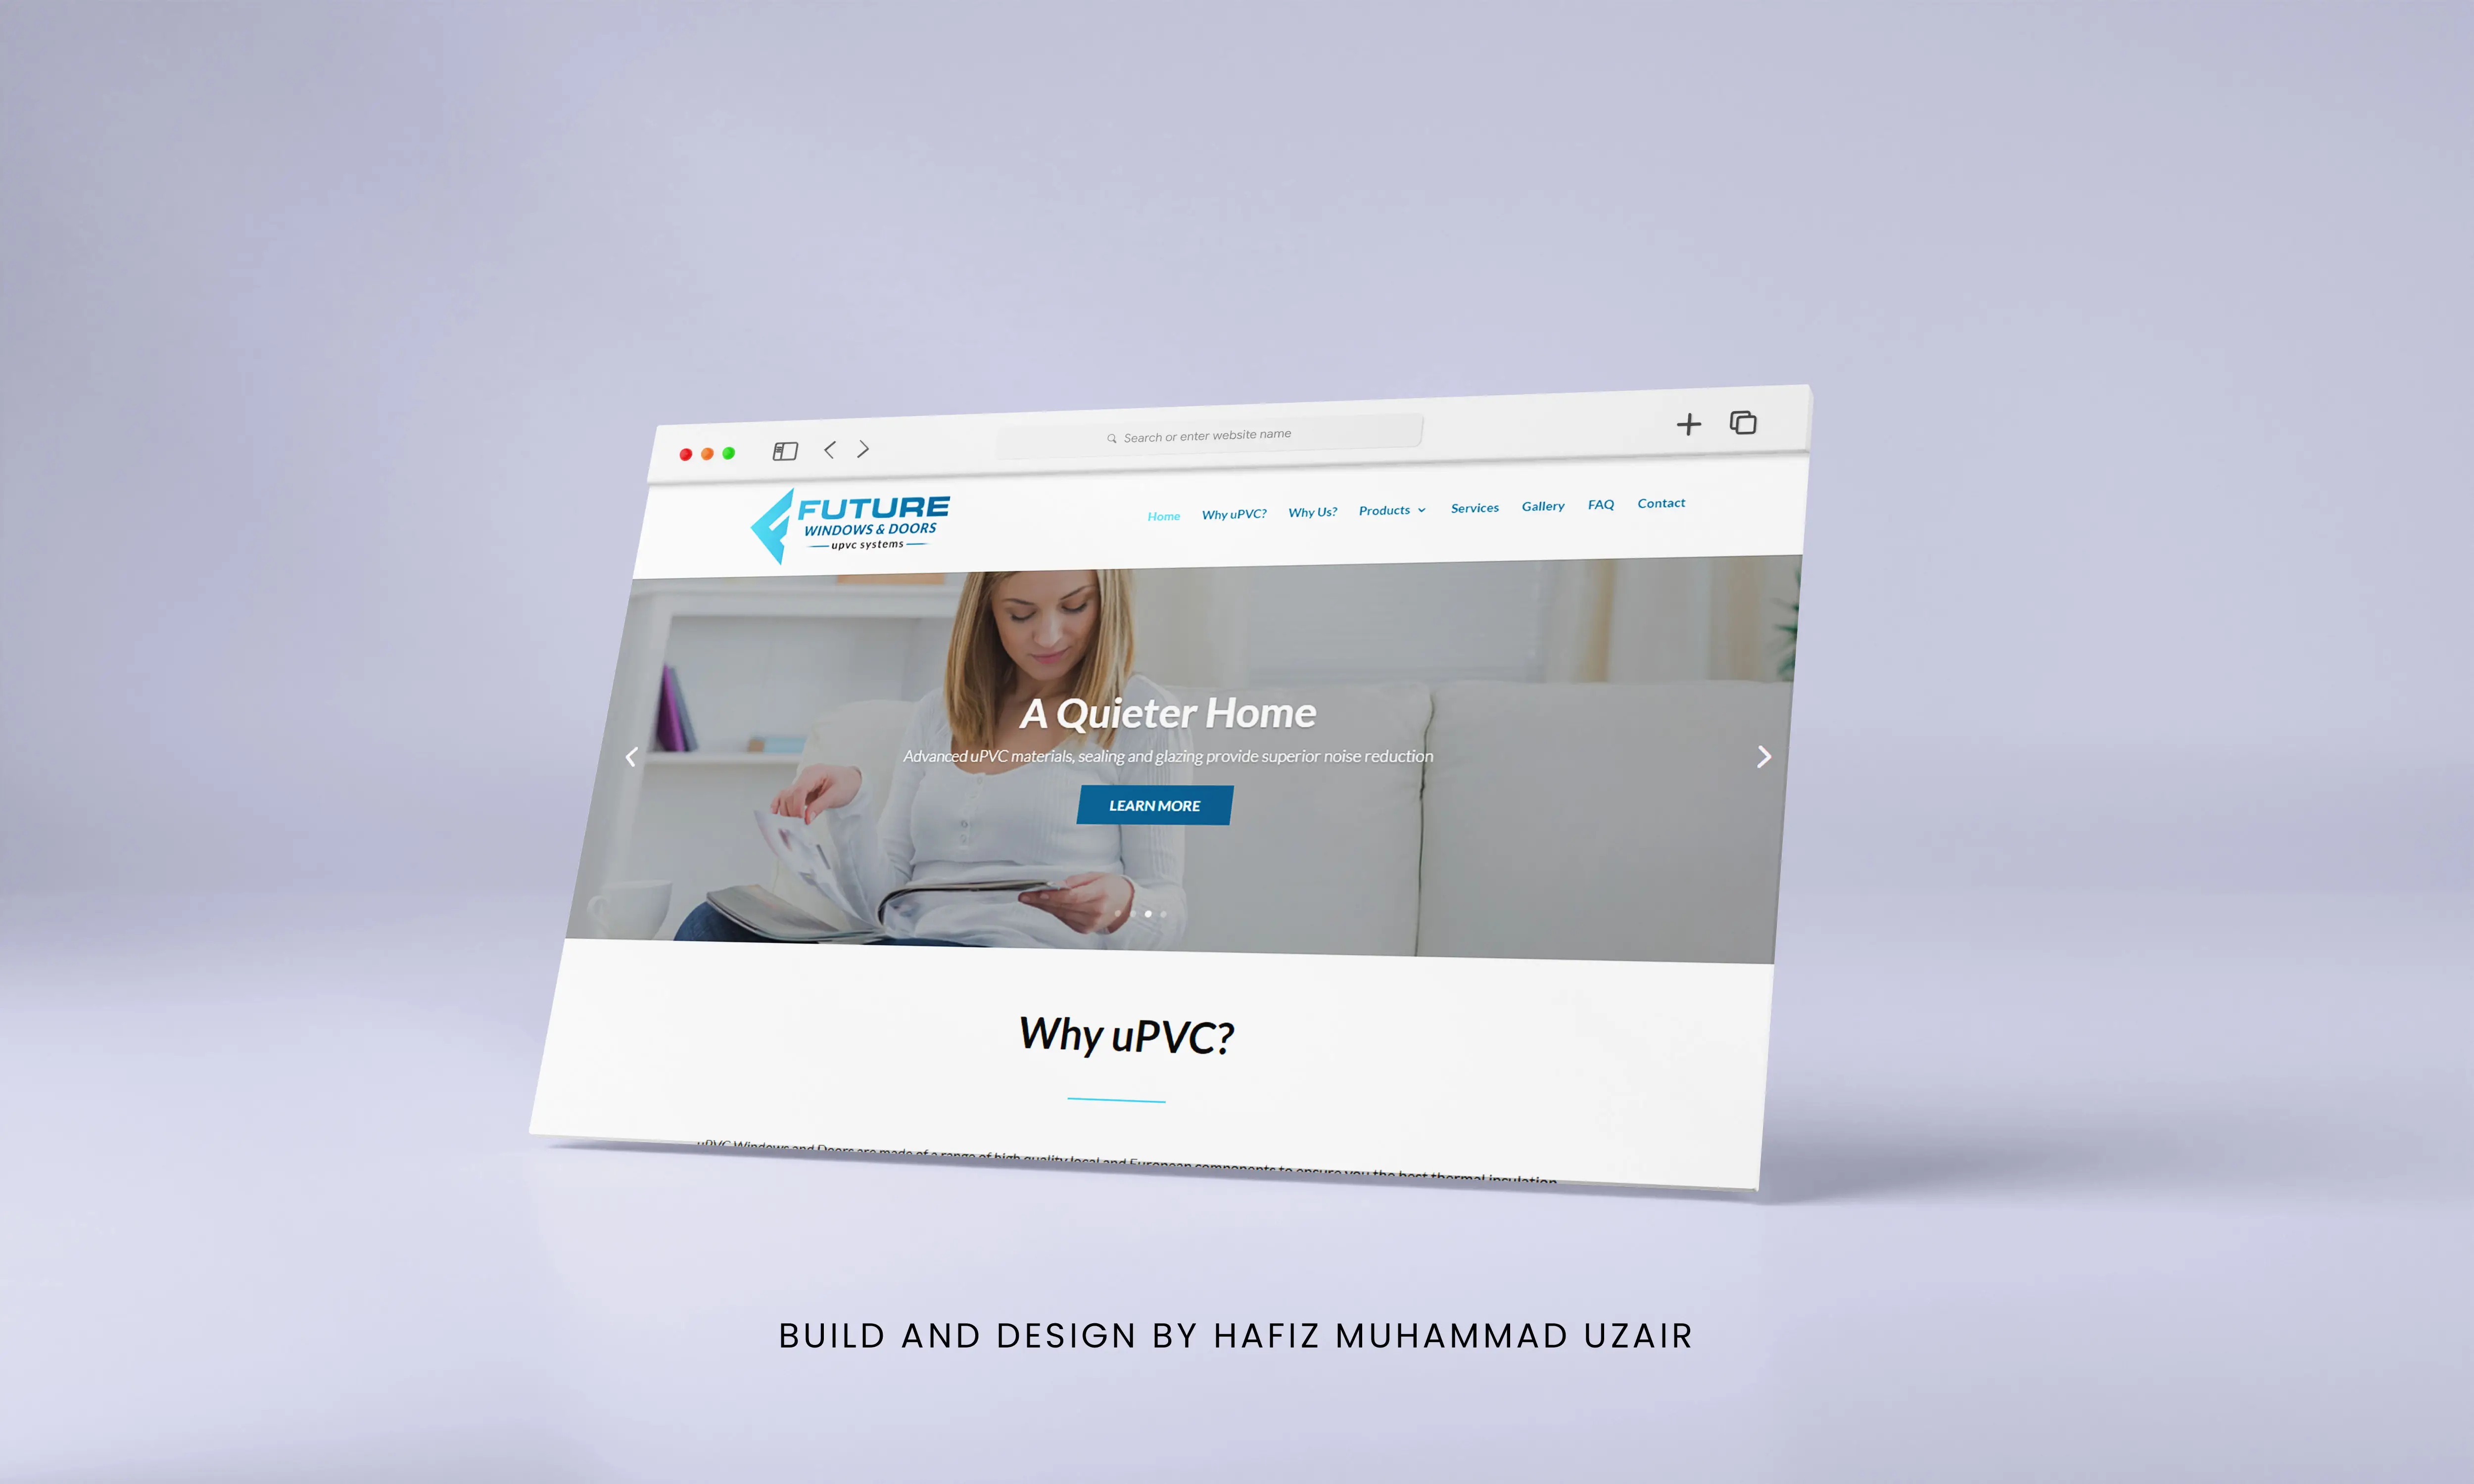 Search or enter website name
FUTURE
WINDOWS & DOORS
upvc systems
Home Why uPVC? Why Us? Products Services Gallery FAQ Contact
A Quieter Home
Advanced uPVC materials, sealing and glazing provide superior noise reduction
LEARN MORE
Why uPVC?
uPVC Windows and Doors are made of a range of high quality local and European components to ensure you the best thermal insulation
BUILD AND DESIGN BY HAFIZ MUHAMMAD UZAIR